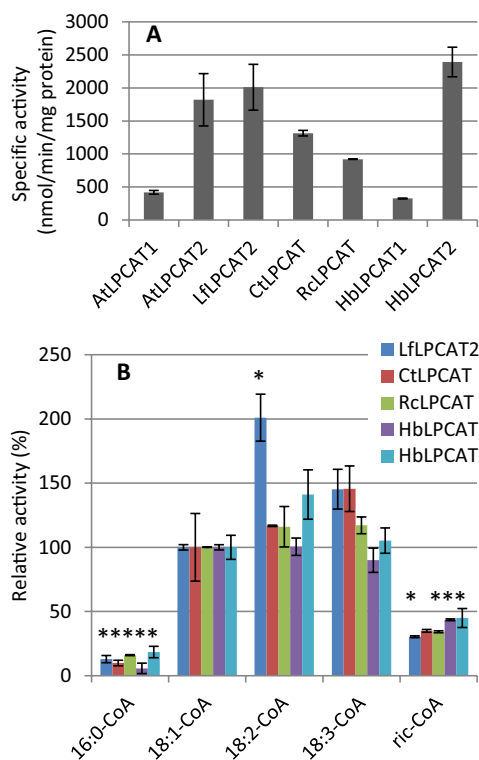 A
Specific activity
(nmol/min/mg protein)
3000
2500
2000
1500
1000
500
0
AtLPCAT1
AtLPCAT2
LfLPCAT2
CtLPCAT
RcLPCAT
HbLPCAT1
HbLPCAT2
B
Relative activity (%)
250
200
150
100
50
0
LfLPCAT2
CtLPCAT
RcLPCAT
HbLPCAT
HbLPCAT
*
*****
* ***
16:0-CoA
18:1-CoA
18:2-CoA
18:3-CoA
ric-CoA